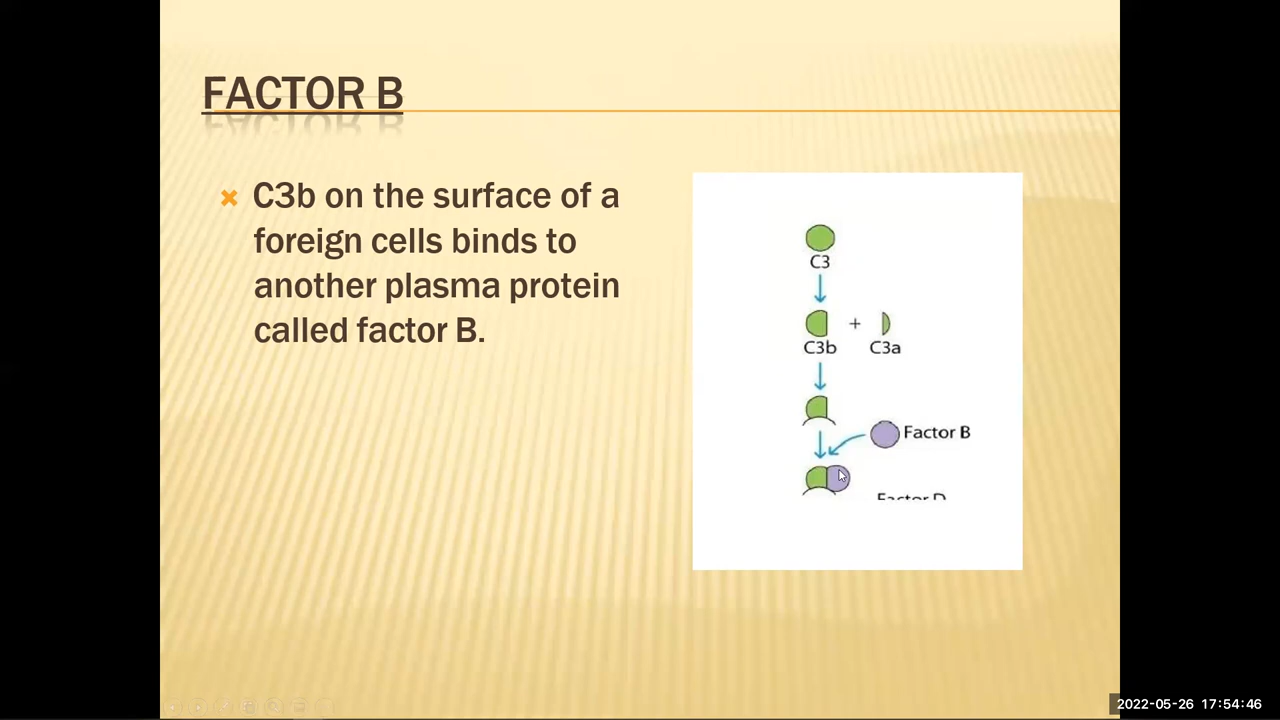 FACTOR B
C3b on the surface of a
foreign cells binds to
another plasma protein
called factor B.
C3
+
C3b
C3a
Factor B
Factor D
2022-05-26 17:54:46